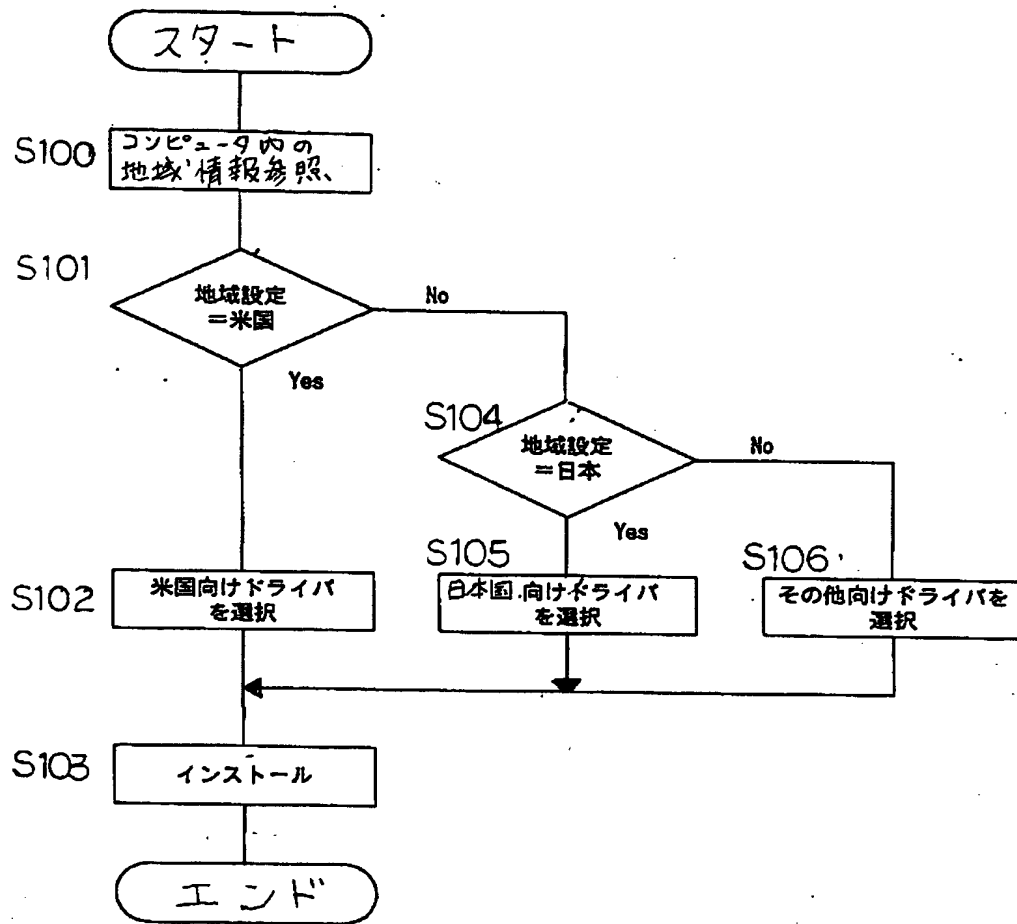 スタート
S100
コンピュータ内の
地域情報参照、
S101
地域設定
=米国
No
Yes
S104
地域設定
=日本
No
Yes
S102
米国向けドライバ
を選択
S105
日本国向けドライバ
を選択
S106
その他向けドライバを
選択
S103
インストール
エンド